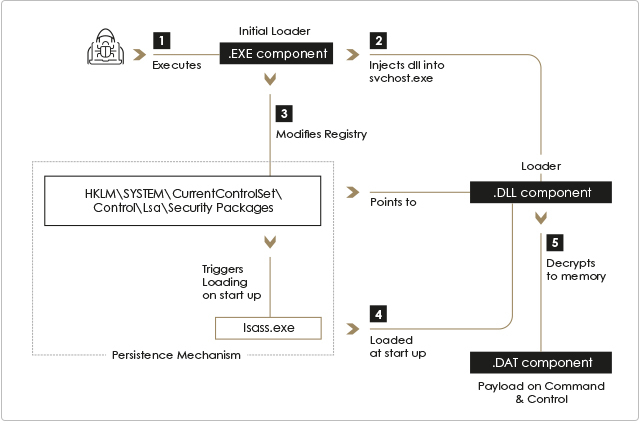 Initial Loader
1
2
.EXE component
Executes
Injects dll into
svchost.exe
3
Modifies Registry
Loader
HKLM\SYSTEM\CurrentControlSet\
Control\Lsa\Security Packages
.DLL component
Points to
5
Triggers
Loading
on start up
Decrypts
to memory
4
lsass.exe
Loaded
at start up
Persistence Mechanism
.DAT component
Payload on Command
& Control